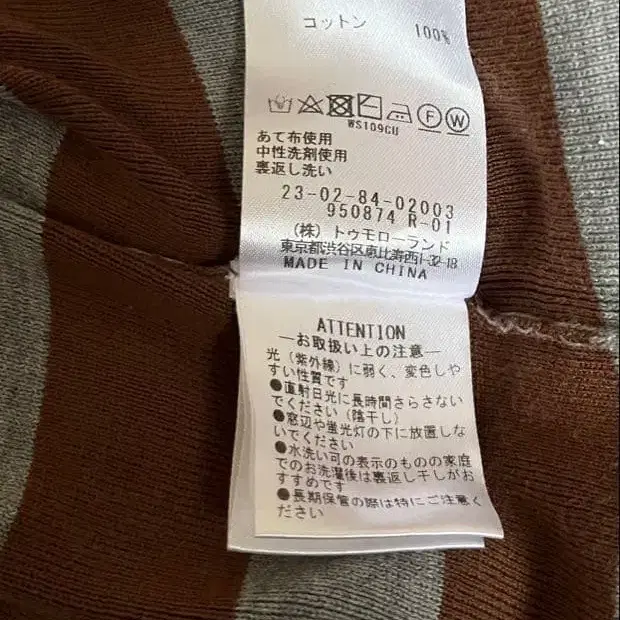 コットン 100%
WS109CU
あて布使用
中性洗剤使用
裏返し洗い
23-02-84-02003
950874 R-01
(株) トゥモローランド
東京都渋谷区恵比寿西1-32-18
MADE IN CHINA
ATTENTION
—お取扱い上の注意—
光（紫外線）に弱く、変色しや
すい性質です
●直射日光に長時間さらさない
でください（陰干し）
●窓辺や蛍光灯の下に放置しな
いでください
●水洗い可の表示のものの家庭
でのお洗濯後は裏返し干しがお
すすめです
●長期保管の際は特にご注意く
ださい